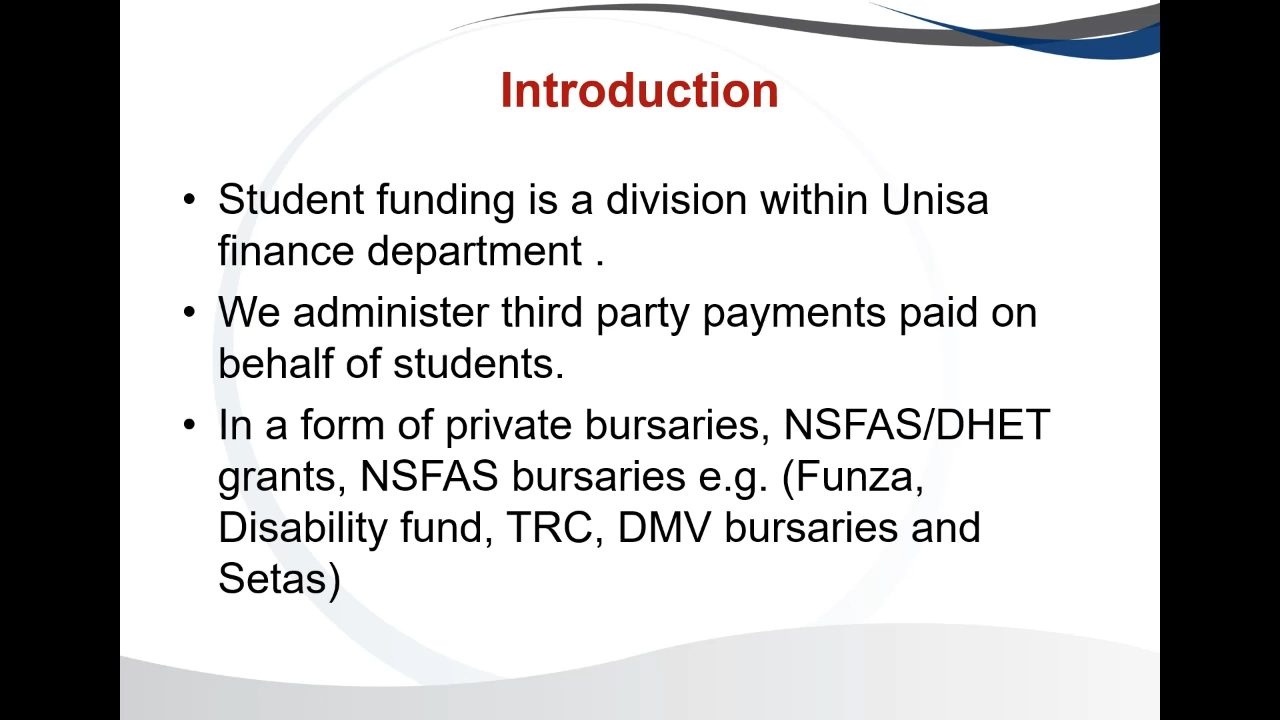 Introduction
• Student funding is a division within Unisa
finance department .
• We administer third party payments paid on
behalf of students.
• In a form of private bursaries, NSFAS/DHET
grants, NSFAS bursaries e.g. (Funza,
Disability fund, TRC, DMV bursaries and
Setas)